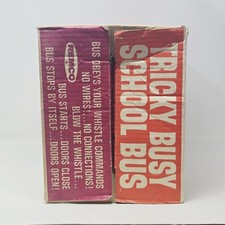 TRICKY BUSY
SCHOOL BUS
BUS OBEYS YOUR WHISTLE COMMANDS
NO WIRES!...NO CONNECTIONS!
BLOW THE WHISTLE...
BUS STARTS...DOORS CLOSE
BUS STOPS BY ITSELF...DOORS OPEN!